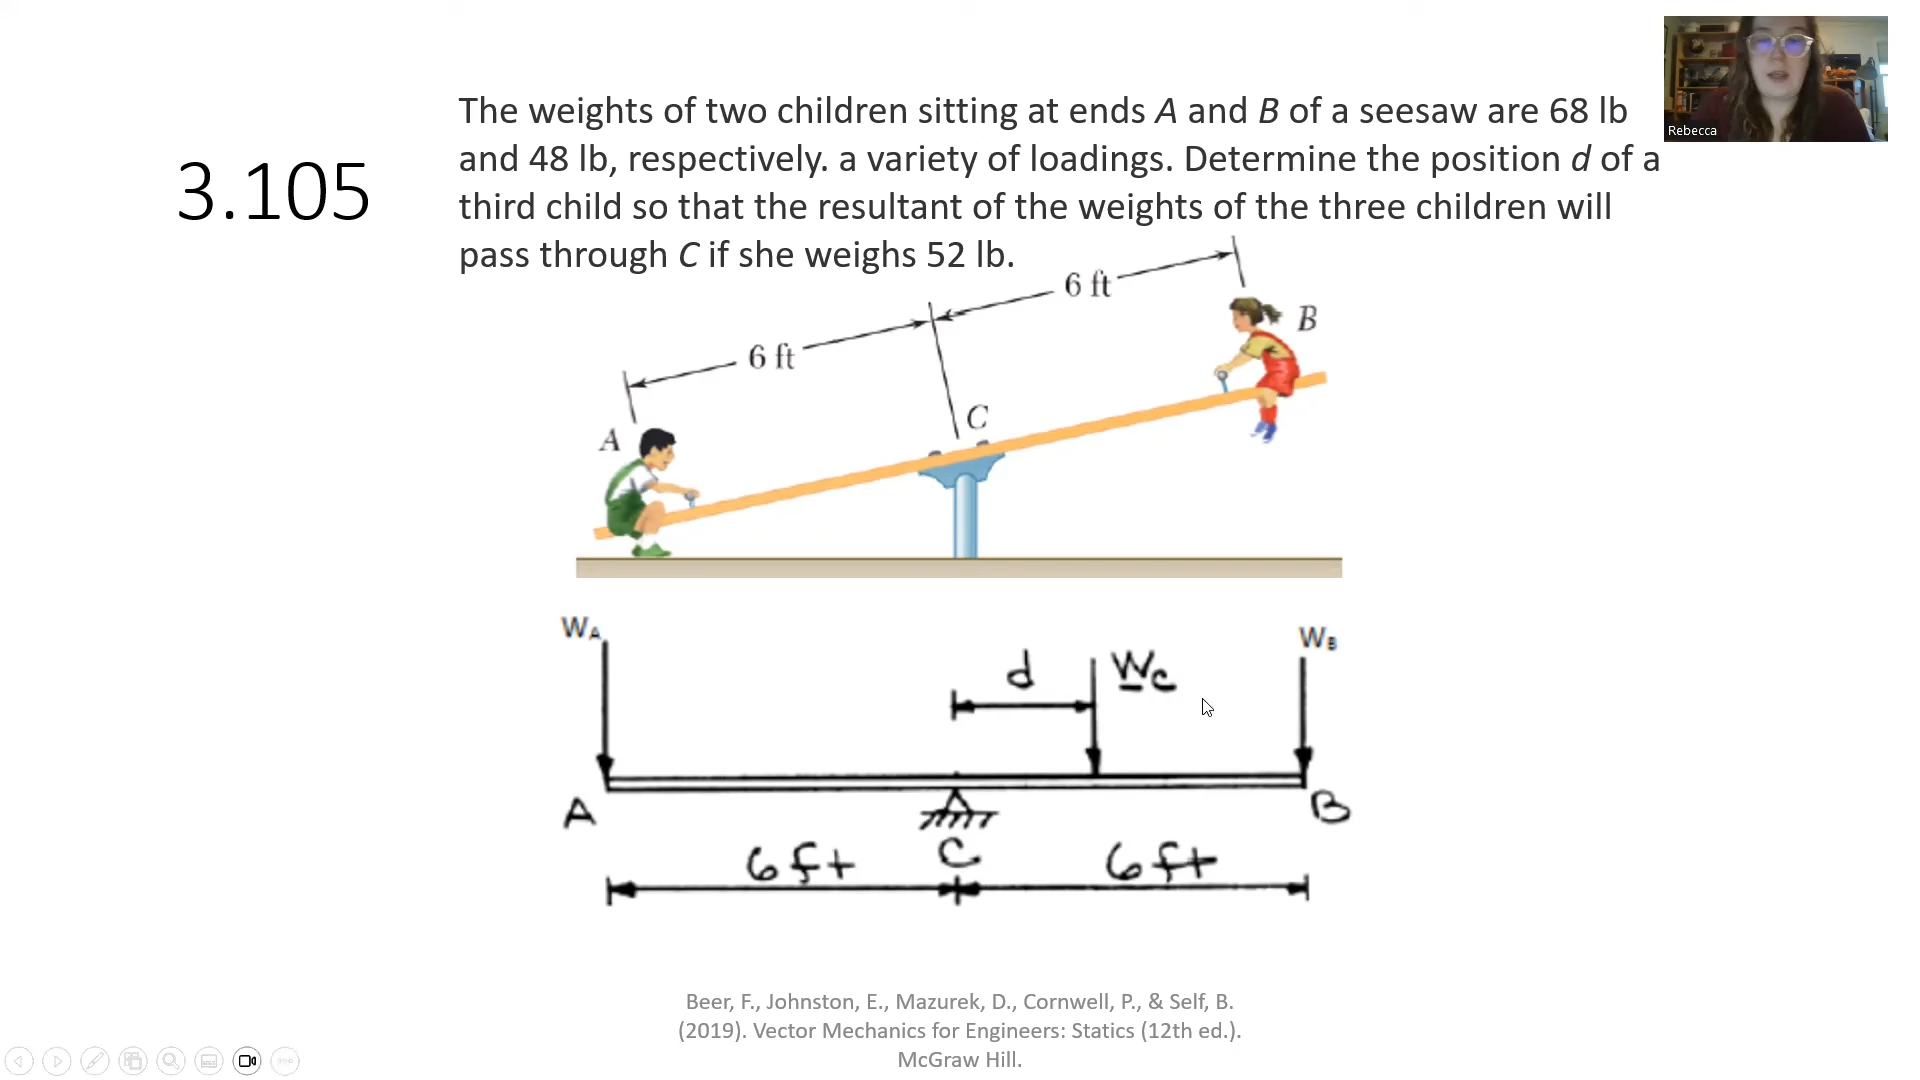 Rebecca
3.105
The weights of two children sitting at ends A and B of a seesaw are 68 lb
and 48 lb, respectively. a variety of loadings. Determine the position d of a
third child so that the resultant of the weights of the three children will
pass through C if she weighs 52 lb.
6 ft
6 ft
B
A
C
WA
d
Wc
WB
A
B
6 ft
C
6 ft
Beer, F., Johnston, E., Mazurek, D., Cornwell, P., & Self, B.
(2019). Vector Mechanics for Engineers: Statics (12th ed.).
McGraw Hill.